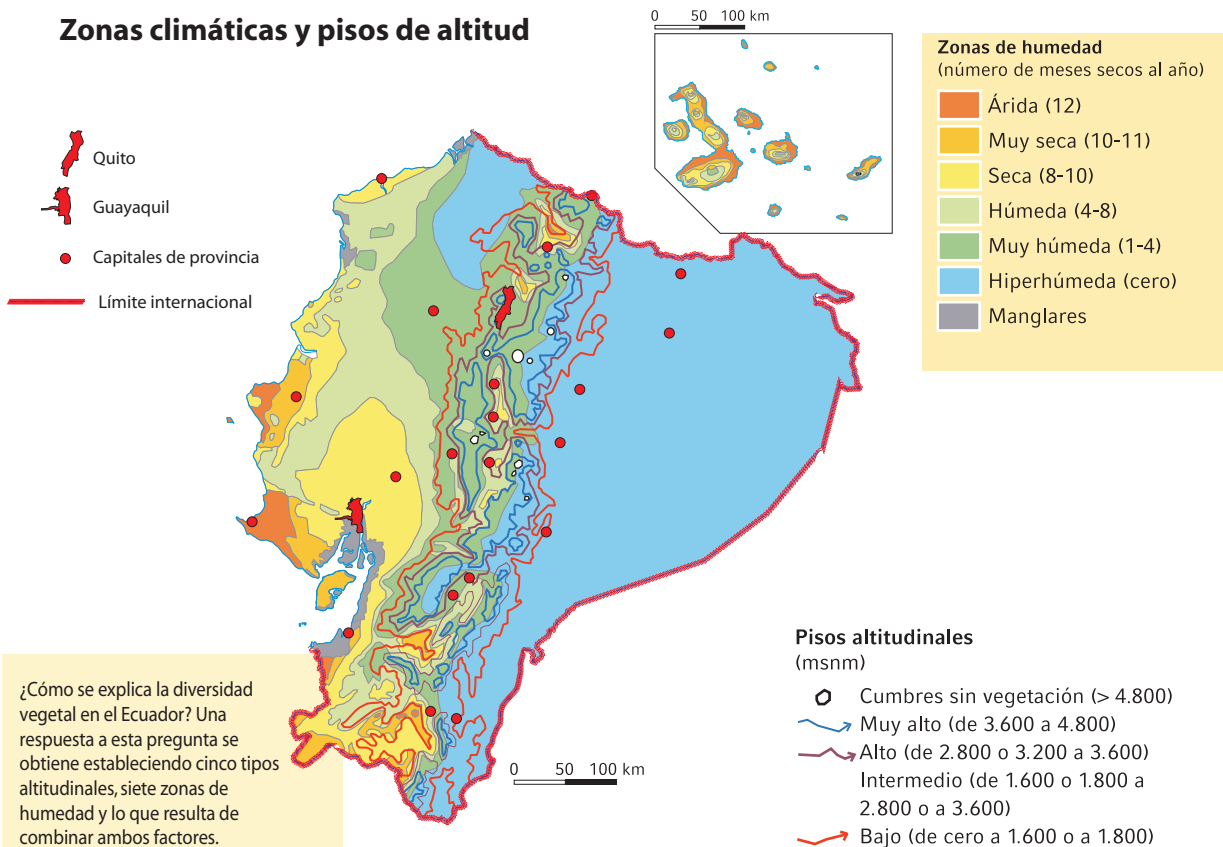 Zonas climáticas y pisos de altitud
Quito
Guayaquil
Capitales de provincia
Límite internacional
0 50 100 km
Zonas de humedad
(número de meses secos al año)
Árida (12)
Muy seca (10-11)
Seca (8-10)
Húmeda (4-8)
Muy húmeda (1-4)
Hiperhúmeda (cero)
Manglares
¿Cómo se explica la diversidad
vegetal en el Ecuador? Una
respuesta a esta pregunta se
obtiene estableciendo cinco tipos
altitudinales, siete zonas de
humedad y lo que resulta de
combinar ambos factores.
0 50 100 km
Pisos altitudinales
(msnm)
Cumbres sin vegetación (> 4.800)
Muy alto (de 3.600 a 4.800)
Alto (de 2.800 o 3.200 a 3.600)
Intermedio (de 1.600 o 1.800 a
2.800 o a 3.600)
Bajo (de cero a 1.600 o a 1.800)